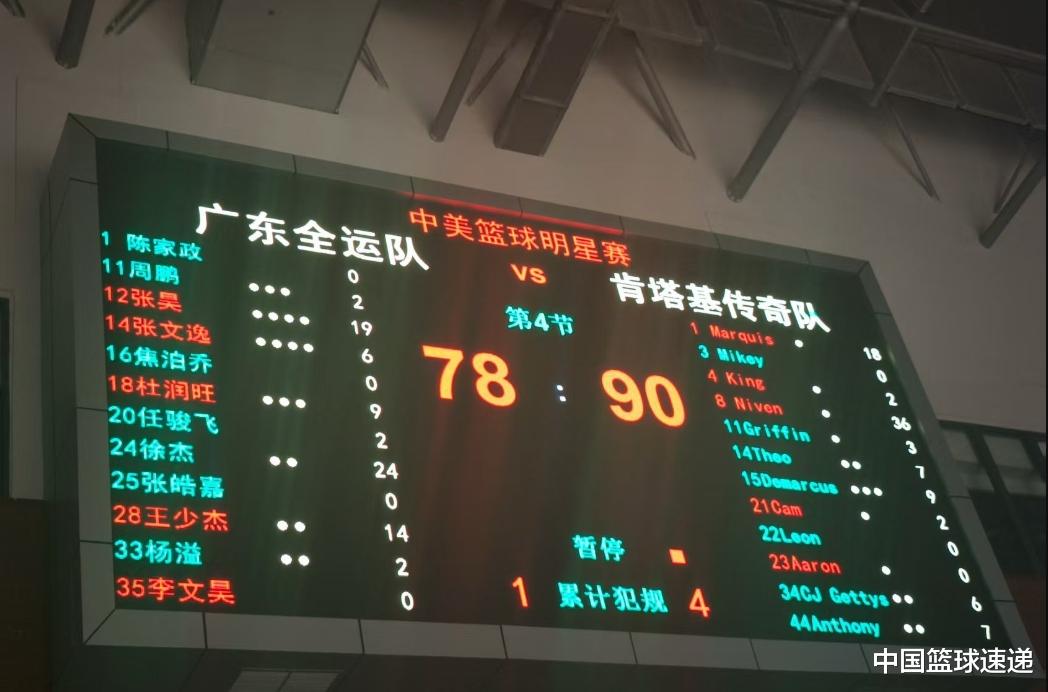 中美篮球明星赛
广东全运队 VS 肯塔基传奇队
第4节
78 : 90
1 陈家政 0
11周鹏 2
12张昊 19
14张文逸 6
16焦泊乔 0
18杜润旺 9
20任骏飞 2
24徐杰 24
25张皓嘉 0
28王少杰 14
33杨溢 2
35李文昊 0
1 Marquis 18
3 Mikey 0
4 King 2
8 Niven 36
11Griffin 3
14Theo 7
15Demarcus 9
21Cam 2
22Leon 0
23Aaron 0
34CJ Gettys 6
44Anthony 7
暂停
1 累计犯规 4
中国篮球速递